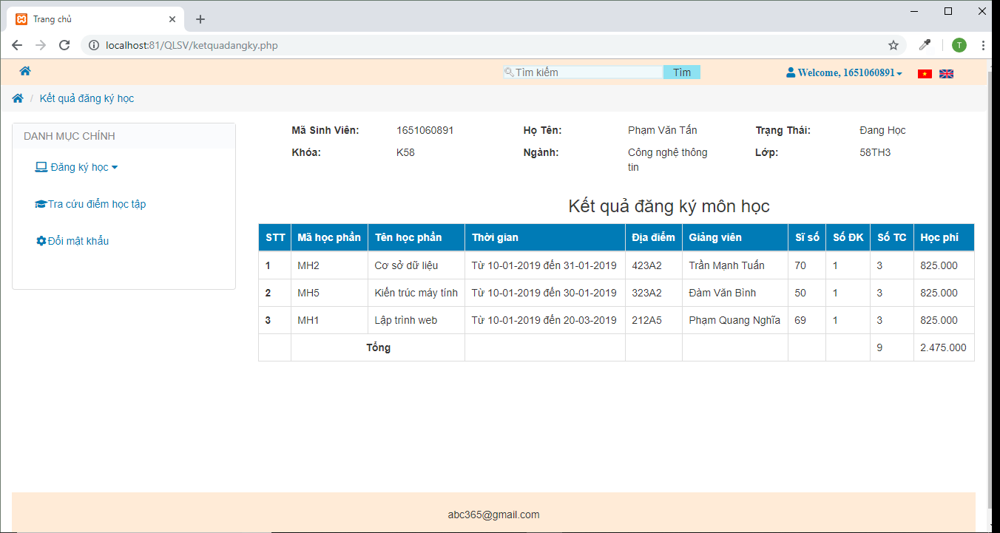 Trang chủ
localhost:81/QLSV/ketquadangky.php
T
Tìm kiếm Tìm Welcome, 1651060891
/ Kết quả đăng ký học
DANH MỤC CHÍNH
Đăng ký học
Tra cứu điểm học tập
Đổi mật khẩu
Mã Sinh Viên: 1651060891 Họ Tên: Phạm Văn Tấn Trạng Thái: Đang Học
Khóa: K58 Ngành: Công nghệ thông Lớp: 58TH3
tin
Kết quả đăng ký môn học
STT Mã học phần Tên học phần Thời gian Địa điểm Giảng viên Sĩ số Số ĐK Số TC Học phí
1 MH2 Cơ sở dữ liệu Từ 10-01-2019 đến 31-01-2019 423A2 Trần Mạnh Tuấn 70 1 3 825.000
2 MH5 Kiến trúc máy tính Từ 10-01-2019 đến 30-01-2019 323A2 Đàm Văn Bình 50 1 3 825.000
3 MH1 Lập trình web Từ 10-01-2019 đến 20-03-2019 212A5 Phạm Quang Nghĩa 69 1 3 825.000
Tổng 9 2.475.000
abc365@gmail.com